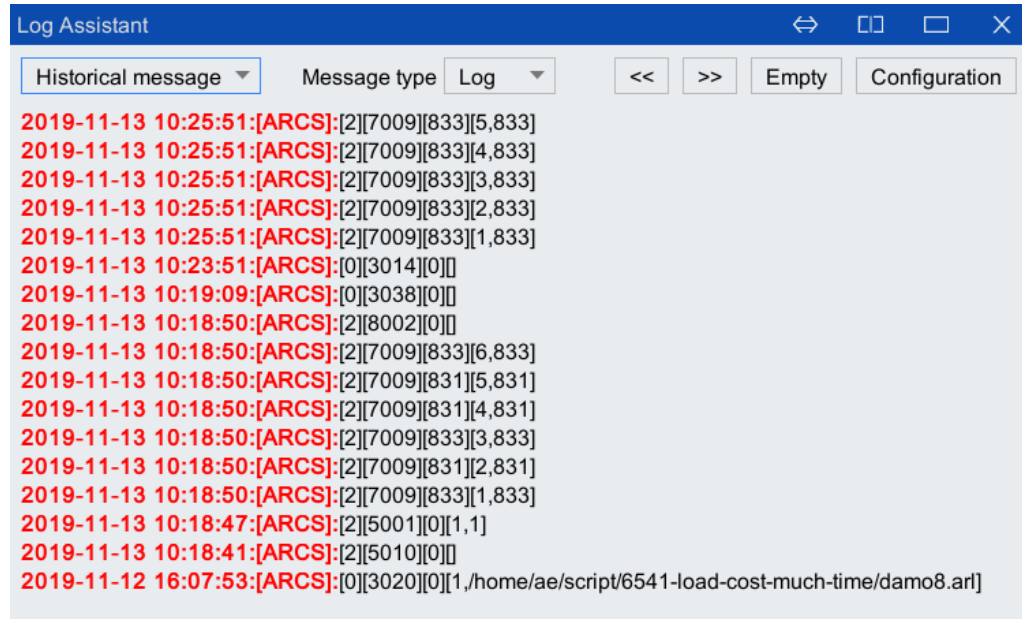 Log Assistant
Historical message Message type Log << >> Empty Configuration
2019-11-13 10:25:51:[ARCS]:[2][7009][833][5,833]
2019-11-13 10:25:51:[ARCS]:[2][7009][833][4,833]
2019-11-13 10:25:51:[ARCS]:[2][7009][833][3,833]
2019-11-13 10:25:51:[ARCS]:[2][7009][833][2,833]
2019-11-13 10:25:51:[ARCS]:[2][7009][833][1,833]
2019-11-13 10:23:51:[ARCS]:[0][3014][0][]
2019-11-13 10:19:09:[ARCS]:[0][3038][0][]
2019-11-13 10:18:50:[ARCS]:[2][8002][0][]
2019-11-13 10:18:50:[ARCS]:[2][7009][833][6,833]
2019-11-13 10:18:50:[ARCS]:[2][7009][831][5,831]
2019-11-13 10:18:50:[ARCS]:[2][7009][831][4,831]
2019-11-13 10:18:50:[ARCS]:[2][7009][833][3,833]
2019-11-13 10:18:50:[ARCS]:[2][7009][831][2,831]
2019-11-13 10:18:50:[ARCS]:[2][7009][833][1,833]
2019-11-13 10:18:47:[ARCS]:[2][5001][0][1,1]
2019-11-13 10:18:41:[ARCS]:[2][5010][0][]
2019-11-12 16:07:53:[ARCS]:[0][3020][0][1,/home/ae/script/6541-load-cost-much-time/damo8.arl]